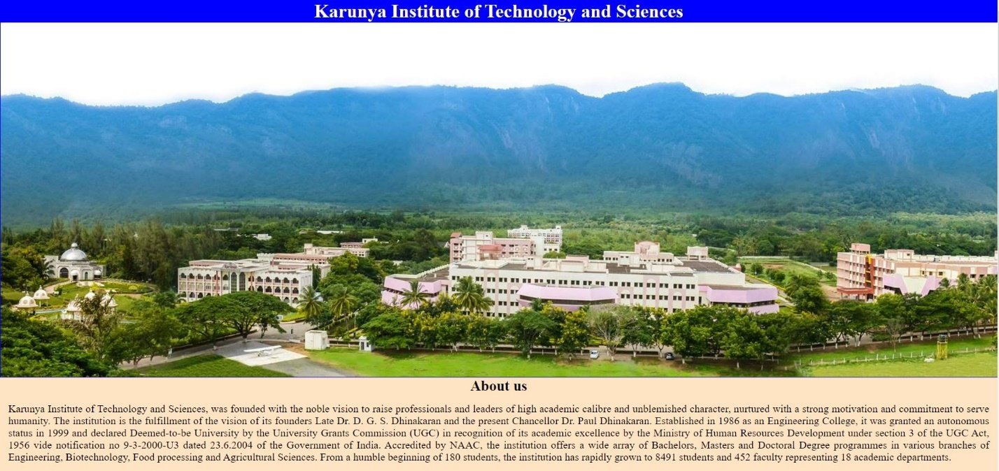 Karunya Institute of Technology and Sciences
About us
Karunya Institute of Technology and Sciences, was founded with the noble vision to raise professionals and leaders of high academic calibre and unblemished character, nurtured with a strong motivation and commitment to serve
humanity. The institution is the fulfillment of the vision of its founders Late Dr. D. G. S. Dhinakaran and the present Chancellor Dr. Paul Dhinakaran. Established in 1986 as an Engineering College, it was granted an autonomous
status in 1999 and declared Deemed-to-be University by the University Grants Commission (UGC) in recognition of its academic excellence by the Ministry of Human Resources Development under section 3 of the UGC Act,
1956 vide notification no 9-3-2000-U3 dated 23.6.2004 of the Government of India. Accredited by NAAC, the institution offers a wide array of Bachelors, Masters and Doctoral Degree programmes in various branches of
Engineering, Biotechnology, Food processing and Agricultural Sciences. From a humble beginning of 180 students, the institution has rapidly grown to 8491 students and 452 faculty representing 18 academic departments.